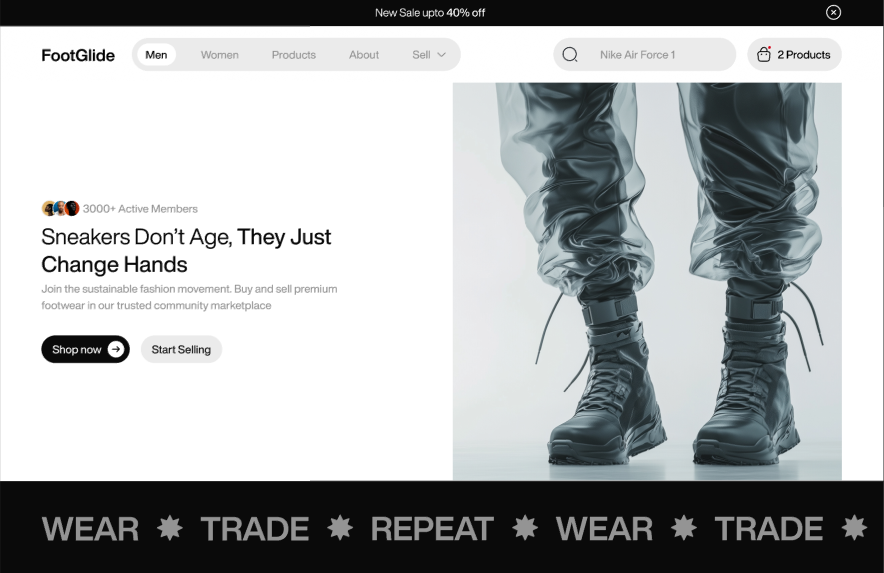 New Sale upto 40% off
FootGlide
Men
Women
Products
About
Sell
Nike Air Force 1
2 Products
3000+ Active Members
Sneakers Don’t Age, They Just
Change Hands
Join the sustainable fashion movement. Buy and sell premium
footwear in our trusted community marketplace
Shop now
Start Selling
WEAR TRADE REPEAT WEAR TRADE